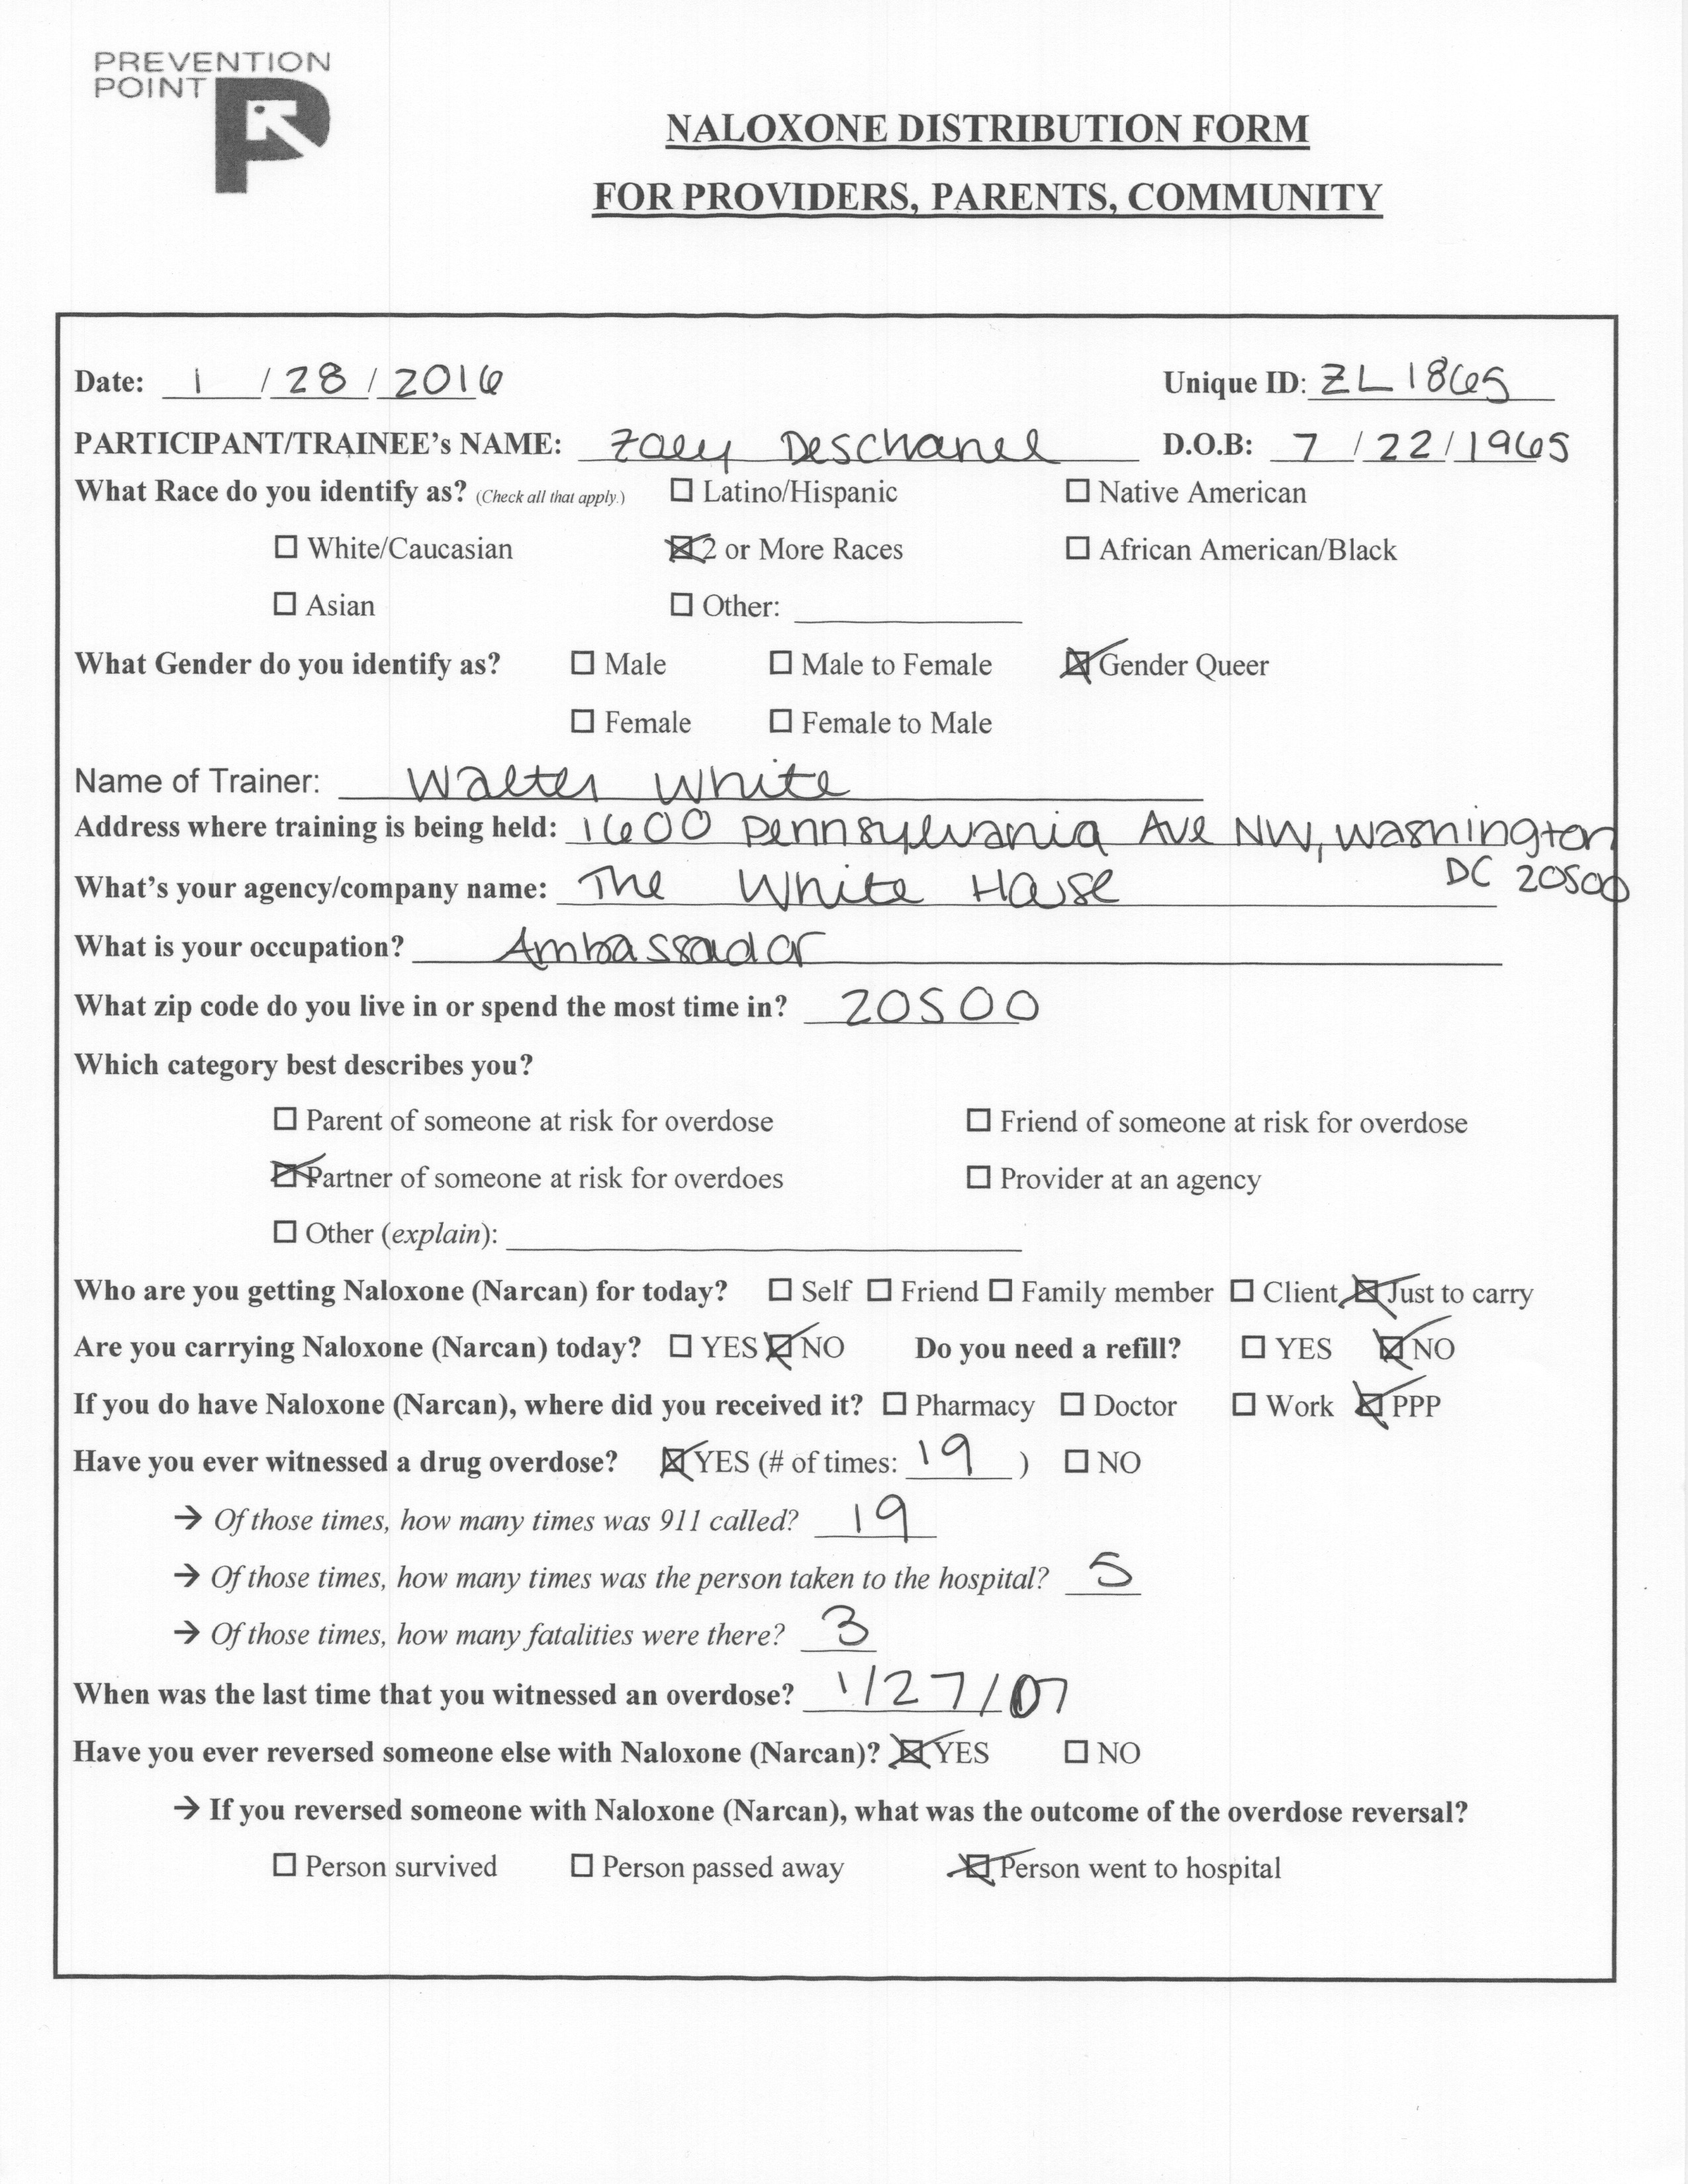 PREVENTION
POINT
NALOXONE DISTRIBUTION FORM
FOR PROVIDERS, PARENTS, COMMUNITY
Date: 1 / 28 / 2016 Unique ID: ZL1865
PARTICIPANT/TRAINEE's NAME: Zoey Deschanel D.O.B: 7 / 22 / 1965
What Race do you identify as? (Check all that apply.) ☐ Latino/Hispanic ☐ Native American
☐ White/Caucasian ☒ 2 or More Races ☐ African American/Black
☐ Asian ☐ Other:
What Gender do you identify as? ☐ Male ☐ Male to Female ☒ Gender Queer
☐ Female ☐ Female to Male
Name of Trainer: Walter White
Address where training is being held: 1600 Pennsylvania Ave NW, Washington
DC 20500
What's your agency/company name: The White House
What is your occupation? Ambassador
What zip code do you live in or spend the most time in? 20500
Which category best describes you?
☐ Parent of someone at risk for overdose ☐ Friend of someone at risk for overdose
☒ Partner of someone at risk for overdoes ☐ Provider at an agency
☐ Other (explain):
Who are you getting Naloxone (Narcan) for today? ☐ Self ☐ Friend ☐ Family member ☐ Client ☒ Just to carry
Are you carrying Naloxone (Narcan) today? ☐ YES ☒ NO Do you need a refill? ☐ YES ☒ NO
If you do have Naloxone (Narcan), where did you received it? ☐ Pharmacy ☐ Doctor ☐ Work ☒ PPP
Have you ever witnessed a drug overdose? ☒ YES (# of times: 19 ) ☐ NO
→ Of those times, how many times was 911 called? 19
→ Of those times, how many times was the person taken to the hospital? 5
→ Of those times, how many fatalities were there? 3
When was the last time that you witnessed an overdose? 1/27/07
Have you ever reversed someone else with Naloxone (Narcan)? ☒ YES ☐ NO
→ If you reversed someone with Naloxone (Narcan), what was the outcome of the overdose reversal?
☐ Person survived ☐ Person passed away ☒ Person went to hospital